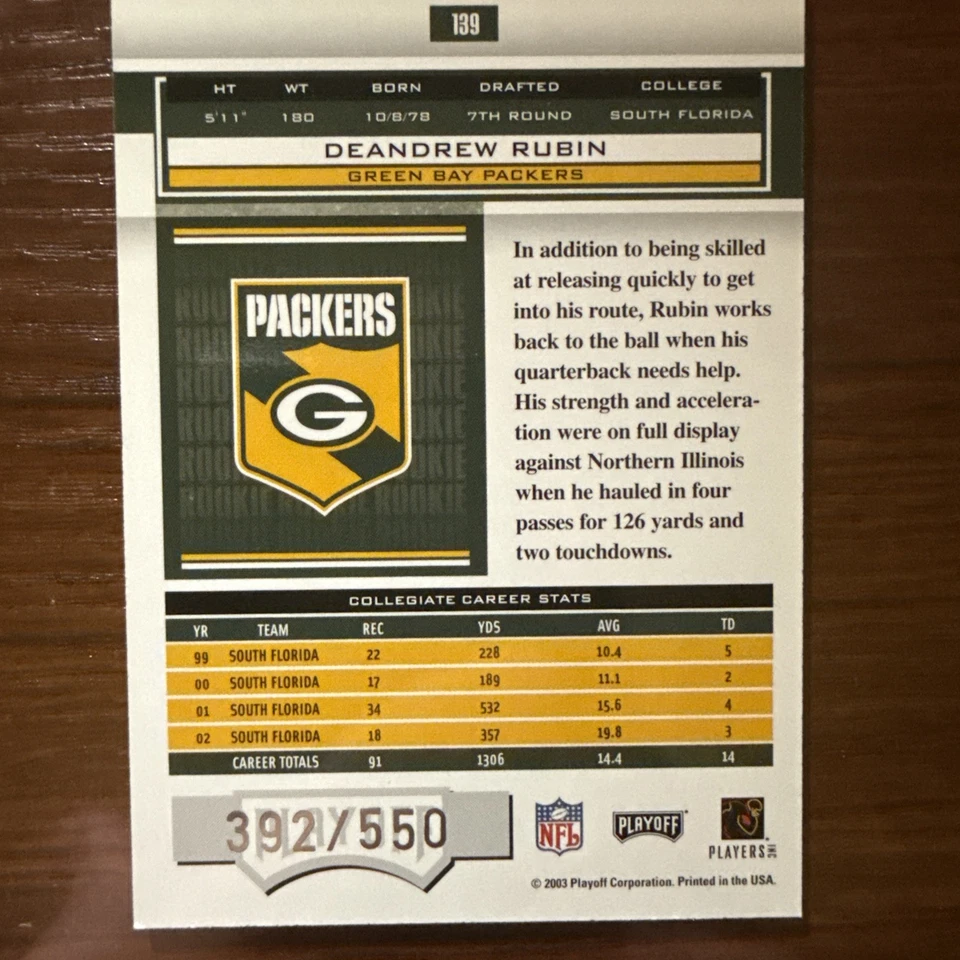 139
HT WT BORN DRAFTED COLLEGE
5'11" 180 10/8/78 7TH ROUND SOUTH FLORIDA
DEANDREW RUBIN
GREEN BAY PACKERS
PACKERS
G
ROOKIE
In addition to being skilled
at releasing quickly to get
into his route, Rubin works
back to the ball when his
quarterback needs help.
His strength and accelera-
tion were on full display
against Northern Illinois
when he hauled in four
passes for 126 yards and
two touchdowns.
COLLEGIATE CAREER STATS
YR TEAM REC YDS AVG TD
99 SOUTH FLORIDA 22 228 10.4 5
00 SOUTH FLORIDA 17 189 11.1 2
01 SOUTH FLORIDA 34 532 15.6 4
02 SOUTH FLORIDA 18 357 19.8 3
CAREER TOTALS 91 1306 14.4 14
PLAYOFF
392/550
NFL PLAYOFF PLAYERS INC
© 2003 Playoff Corporation. Printed in the USA.